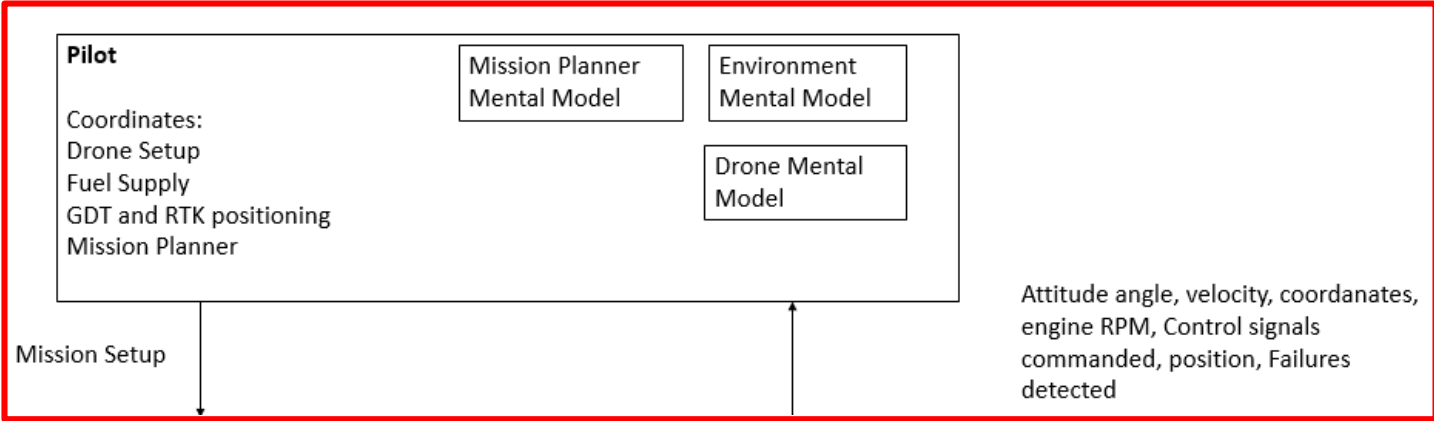 Pilot
Coordinates:
Drone Setup
Fuel Supply
GDT and RTK positioning
Mission Planner
Mission Planner
Mental Model
Environment
Mental Model
Drone Mental
Model
Mission Setup
Attitude angle, velocity, coordanates,
engine RPM, Control signals
commanded, position, Failures
detected